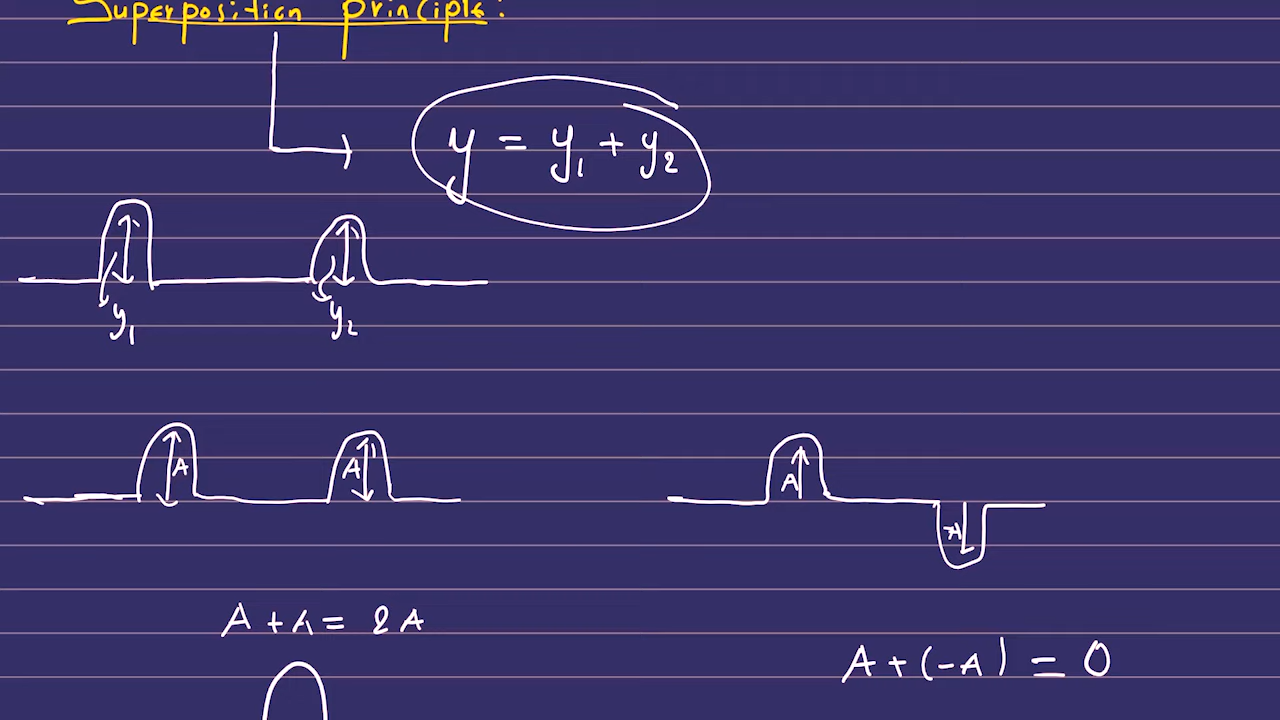 Superposition principle:
y = y₁ + y₂
y₁ y₂
A A
A -A
A + A = 2A
A + (-A) = 0